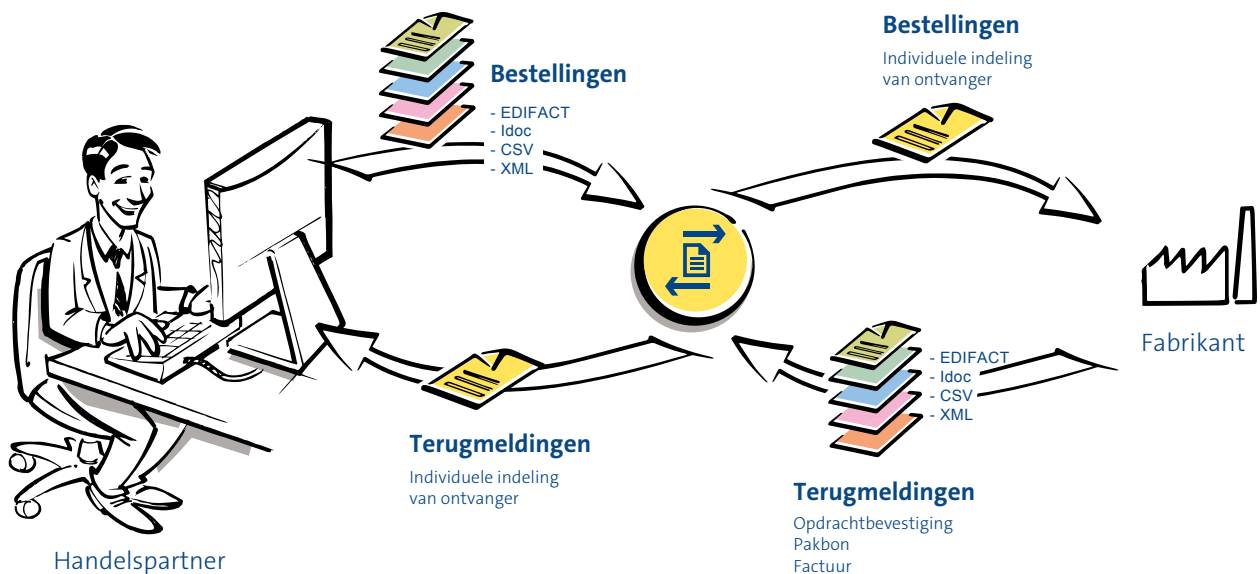 Bestellingen
- EDIFACT
- Idoc
- CSV
- XML
Bestellingen
Individuele indeling
van ontvanger
Fabrikant
Terugmeldingen
Individuele indeling
van ontvanger
- EDIFACT
- Idoc
- CSV
- XML
Terugmeldingen
Opdrachtbevestiging
Pakbon
Factuur
Handelspartner